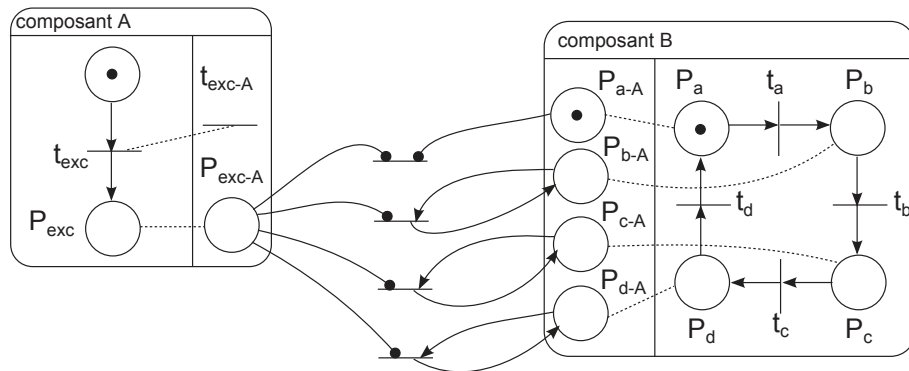 composant A
t_exc-A
t_exc
P_exc-A
P_exc
composant B
P_a-A
P_a
t_a
P_b
P_b-A
P_c-A
t_d
t_b
P_d-A
P_d
t_c
P_c